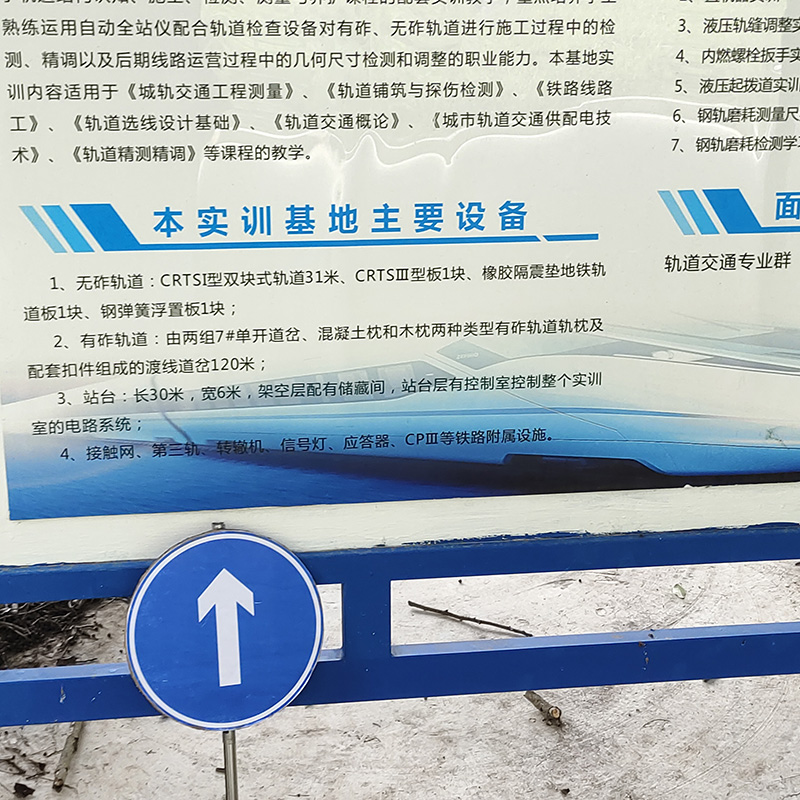 熟练运用自动全站仪配合轨道检查设备对有砟、无砟轨道进行施工过程中的检
测、精调以及后期线路运营过程中的几何尺寸检测和调整的职业能力。本基地实
训内容适用于《城轨交通工程测量》、《轨道铺筑与探伤检测》、《铁路线路
工》、《轨道选线设计基础》、《轨道交通概论》、《城市轨道交通供配电技
术》、《轨道精测精调》等课程的教学。
本实训基地主要设备
1、无砟轨道：CRTSⅠ型双块式轨道31米、CRTSⅢ型板1块、橡胶隔震垫地铁轨
道板1块、钢弹簧浮置板1块；
2、有砟轨道：由两组7#单开道岔、混凝土枕和木枕两种类型有砟轨道轨枕及
配套扣件组成的渡线道岔120米；
3、站台：长30米，宽6米，架空层配有储藏间，站台层有控制室控制整个实训
室的电路系统；
4、接触网、第三轨、转辙机、信号灯、应答器、CPⅢ等铁路附属设施。
3、液压轨缝调整实
4、内燃螺栓扳手实
5、液压起拨道实训
6、钢轨磨耗测量尺
7、钢轨磨耗检测学习
面
轨道交通专业群